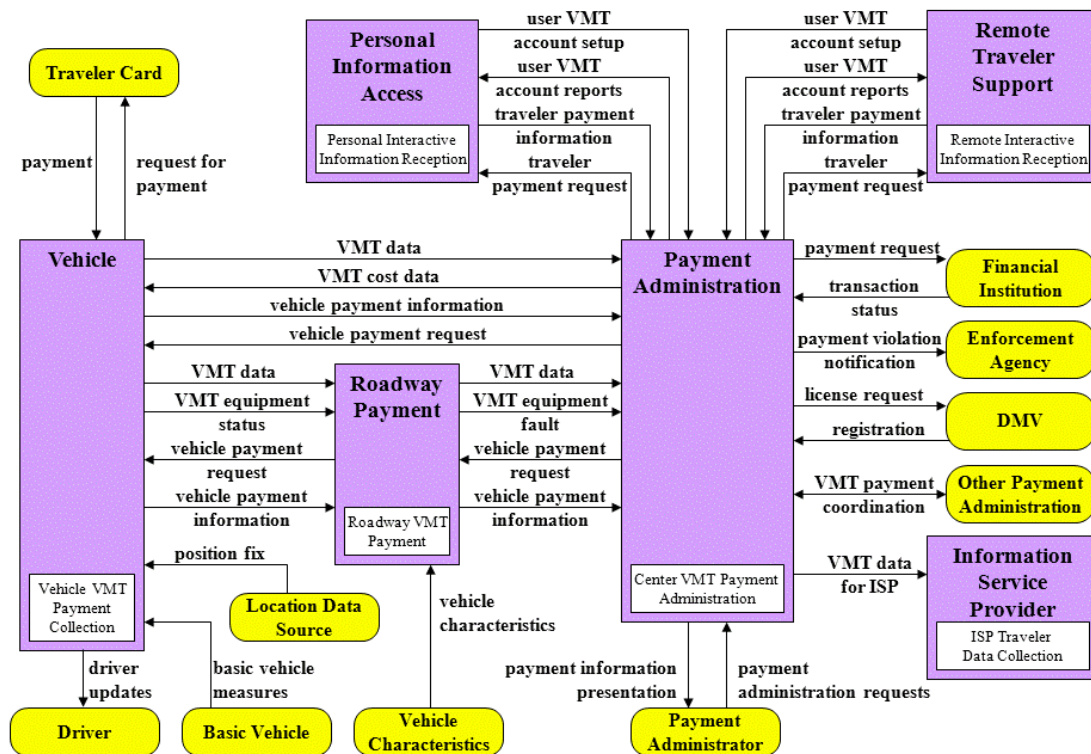 Traveler Card
payment
request for
payment
Personal
Information
Access
Personal Interactive
Information Reception
user VMT
account setup
user VMT
account reports
traveler payment
information
traveler
payment request
user VMT
account setup
user VMT
account reports
traveler payment
information
traveler
payment request
Remote
Traveler
Support
Remote Interactive
Information Reception
Vehicle
Vehicle VMT
Payment
Collection
VMT data
VMT cost data
vehicle payment information
vehicle payment request
VMT data
VMT equipment
status
vehicle payment
request
vehicle payment
information
position fix
Location Data
Source
Roadway
Payment
Roadway VMT
Payment
VMT data
VMT equipment
fault
vehicle payment
request
vehicle payment
information
vehicle
characteristics
Payment
Administration
Center VMT Payment
Administration
payment request
transaction
status
payment violation
notification
license request
registration
VMT payment
coordination
VMT data
for ISP
Financial
Institution
Enforcement
Agency
DMV
Other Payment
Administration
Information
Service
Provider
ISP Traveler
Data Collection
driver
updates
basic vehicle
measures
payment information
presentation
payment
administration requests
Driver
Basic Vehicle
Vehicle
Characteristics
Payment
Administrator